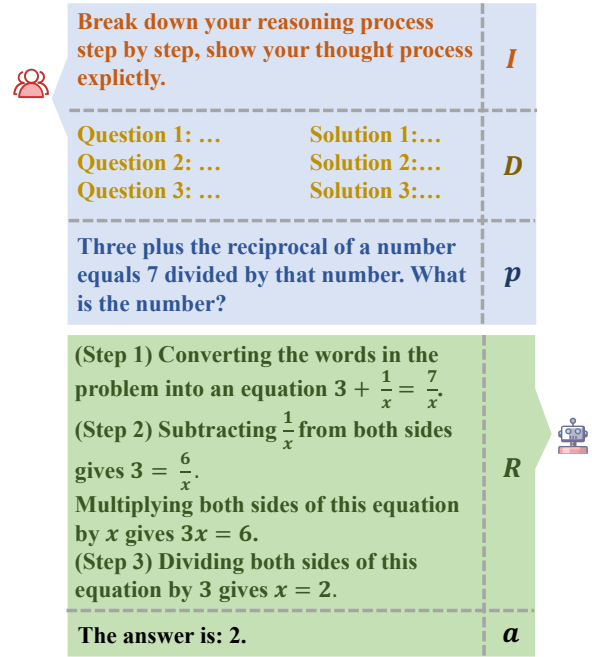 Break down your reasoning process
step by step, show your thought process
explictly.
I
Question 1: … Solution 1:…
Question 2: … Solution 2:…
Question 3: … Solution 3:…
D
Three plus the reciprocal of a number
equals 7 divided by that number. What
is the number?
p
(Step 1) Converting the words in the
problem into an equation 3 + 1/x = 7/x.
(Step 2) Subtracting 1/x from both sides
gives 3 = 6/x.
Multiplying both sides of this equation
by x gives 3x = 6.
(Step 3) Dividing both sides of this
equation by 3 gives x = 2.
R
The answer is: 2.
a